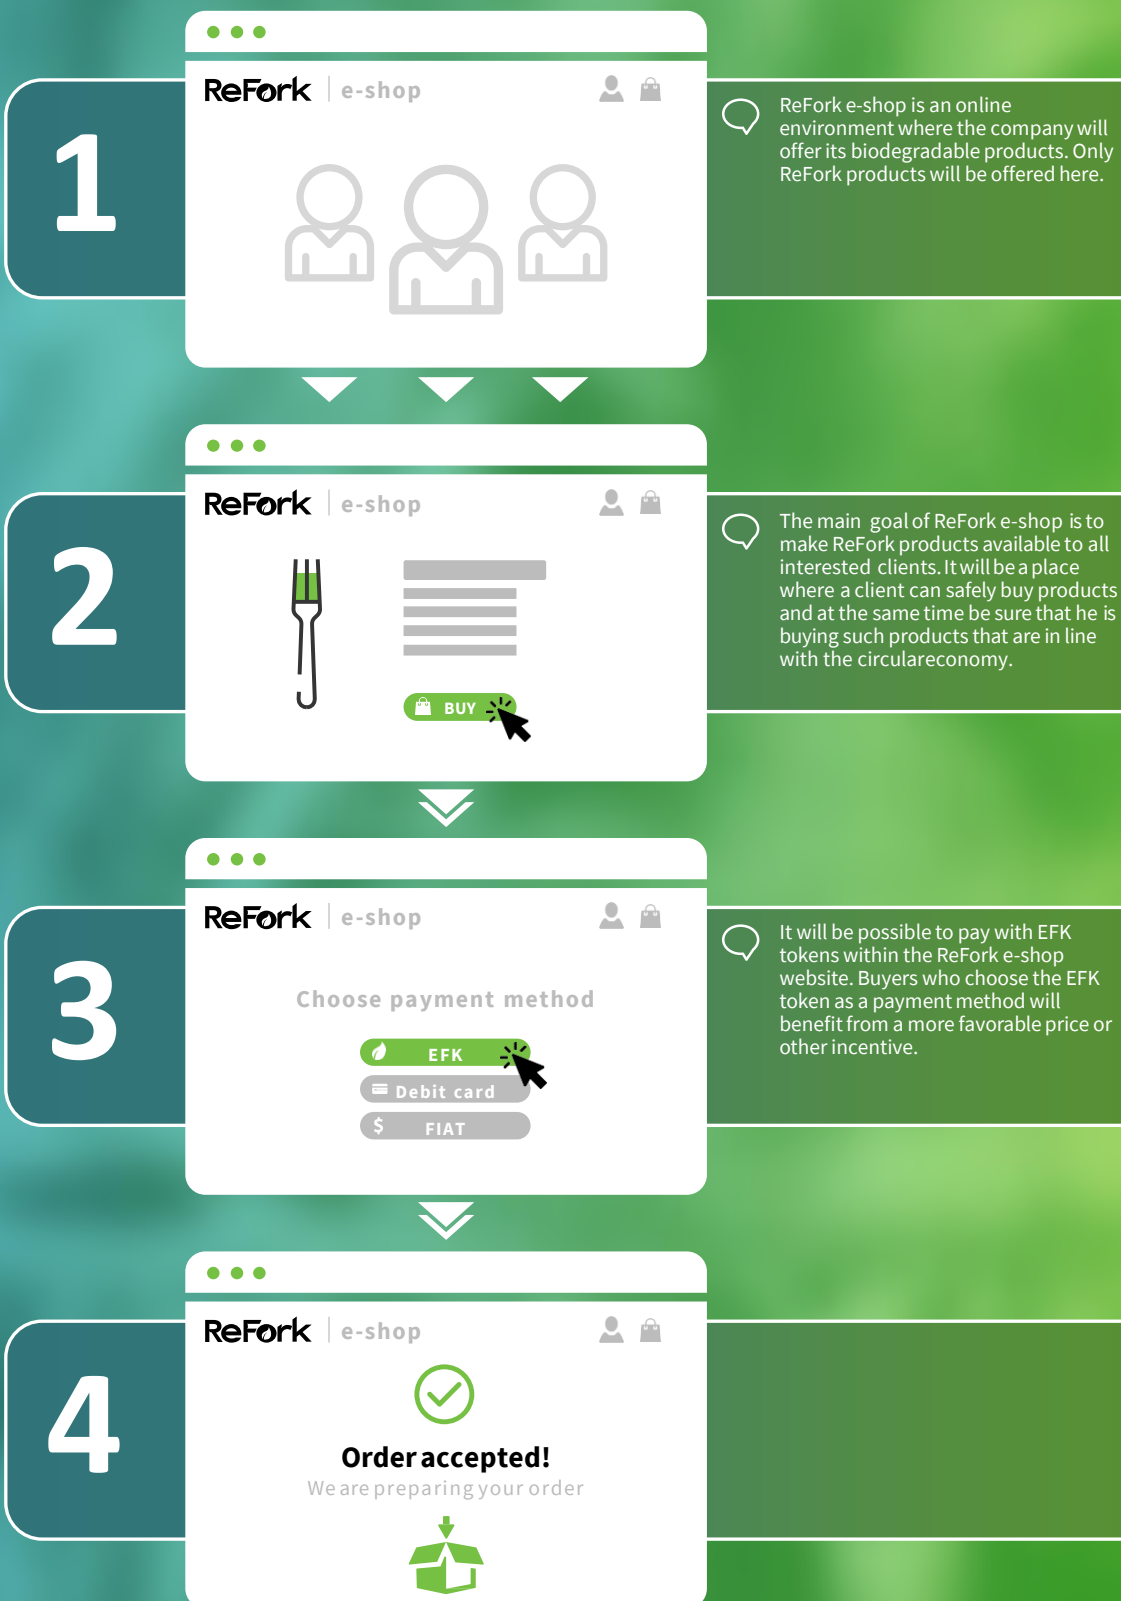 ReFork e-shop
1
ReFork e-shop is an online
environment where the company will
offer its biodegradable products. Only
ReFork products will be offered here.
ReFork e-shop
2
The main goal of ReFork e-shop is to
make ReFork products available to all
interested clients. It will be a place
where a client can safely buy products
and at the same time be sure that he is
buying such products that are in line
with the circulareconomy.
BUY
ReFork e-shop
3
It will be possible to pay with EFK
tokens within the ReFork e-shop
website. Buyers who choose the EFK
token as a payment method will
benefit from a more favorable price or
other incentive.
Choose payment method
EFK
Debit card
$ FIAT
ReFork e-shop
4
Order accepted!
We are preparing your order